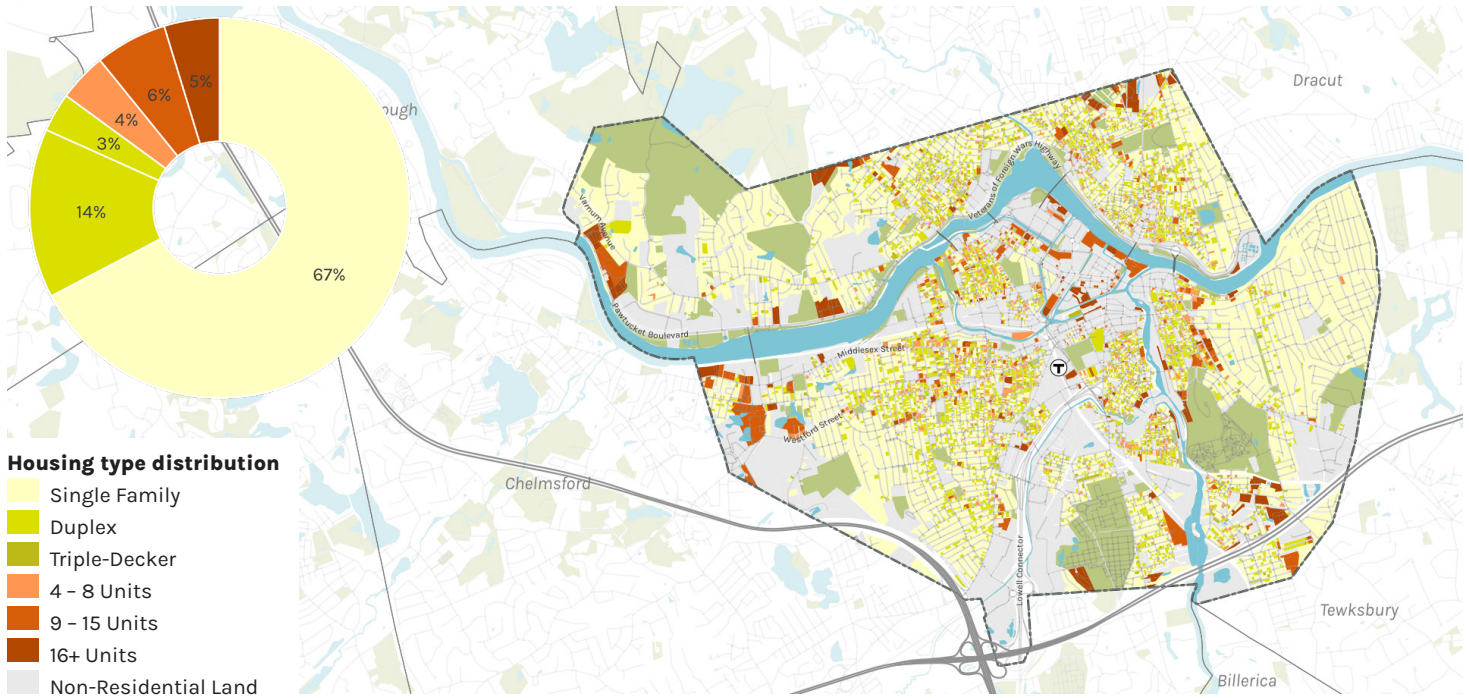 5%
6%
4%
3%
14%
67%
ough
Dracut
Veterans of Foreign Wars Highway
Varnum Avenue
Pawtucket Boulevard
Middlesex Street
T
Westford Street
Housing type distribution
Single Family
Duplex
Triple-Decker
4 – 8 Units
9 – 15 Units
16+ Units
Non-Residential Land
Chelmsford
Lowell Connector
Tewksbury
Billerica